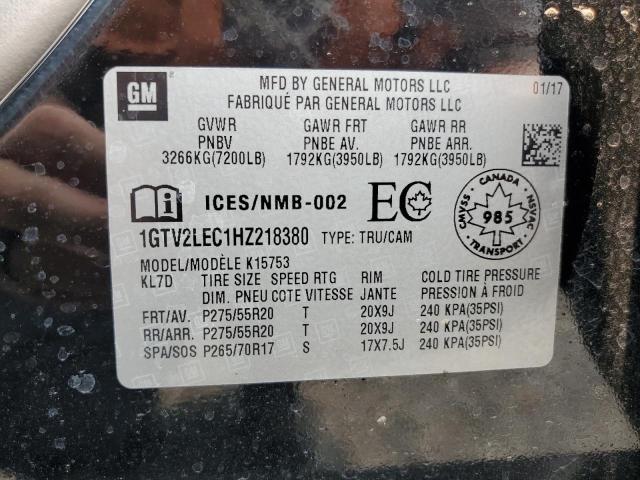 GM
MFD BY GENERAL MOTORS LLC 01/17
FABRIQUÉ PAR GENERAL MOTORS LLC
GVWR GAWR FRT GAWR RR
PNBV PNBE AV. PNBE ARR.
3266KG(7200LB) 1792KG(3950LB) 1792KG(3950LB)
ICES/NMB-002 EC
CANADA
CMVSS 985 NSVAC
TRANSPORT
1GTV2LEC1HZ218380 TYPE: TRU/CAM
MODEL/MODÈLE K15753
KL7D TIRE SIZE SPEED RTG RIM COLD TIRE PRESSURE
DIM. PNEU COTE VITESSE JANTE PRESSION À FROID
FRT/AV. P275/55R20 T 20X9J 240 KPA(35PSI)
RR/ARR. P275/55R20 T 20X9J 240 KPA(35PSI)
SPA/SOS P265/70R17 S 17X7.5J 240 KPA(35PSI)